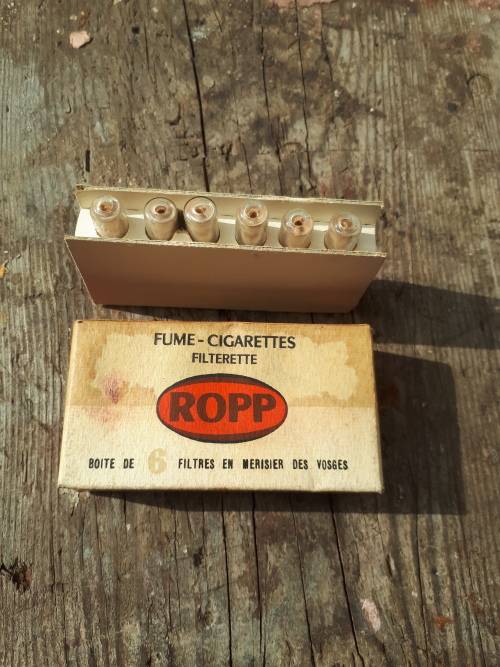 FUME-CIGARETTES
FILTERETTE
ROPP
BOITE DE 6 FILTRES EN MERISIER DES VOSGES